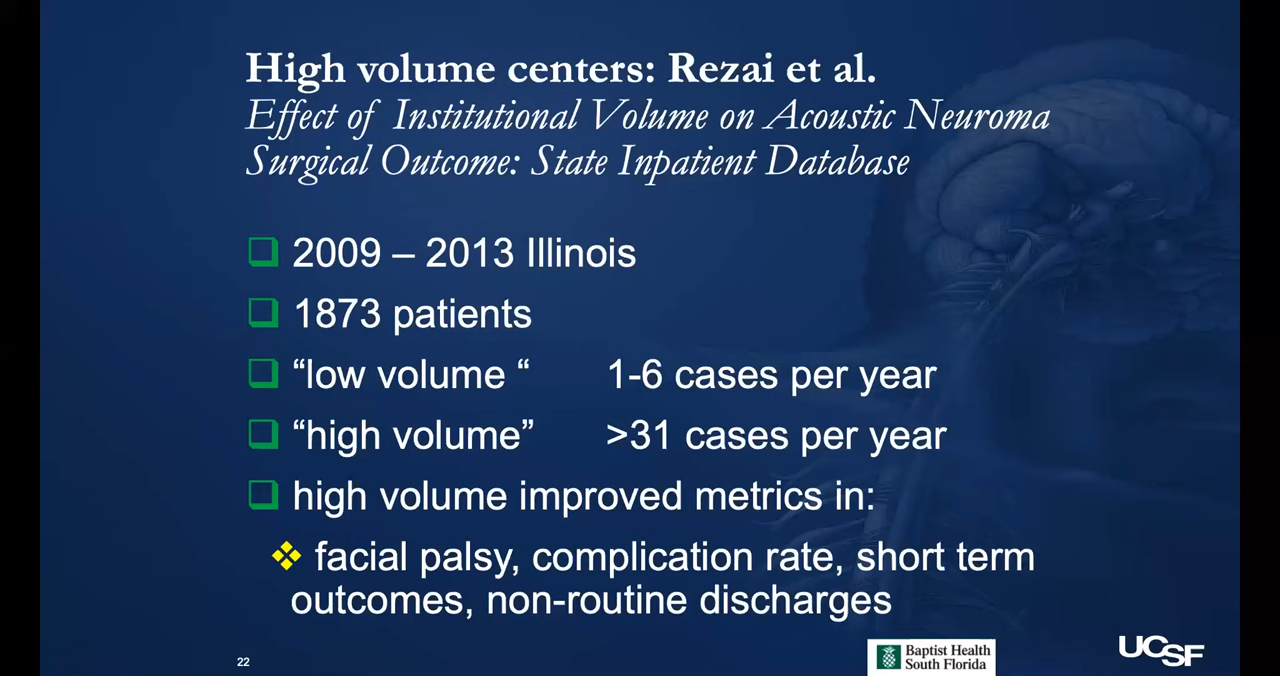 High volume centers: Rezai et al.
Effect of Institutional Volume on Acoustic Neuroma
Surgical Outcome: State Inpatient Database
2009 – 2013 Illinois
1873 patients
“low volume “ 1-6 cases per year
“high volume” >31 cases per year
high volume improved metrics in:
facial palsy, complication rate, short term
outcomes, non-routine discharges
22
Baptist Health
South Florida
UCSF